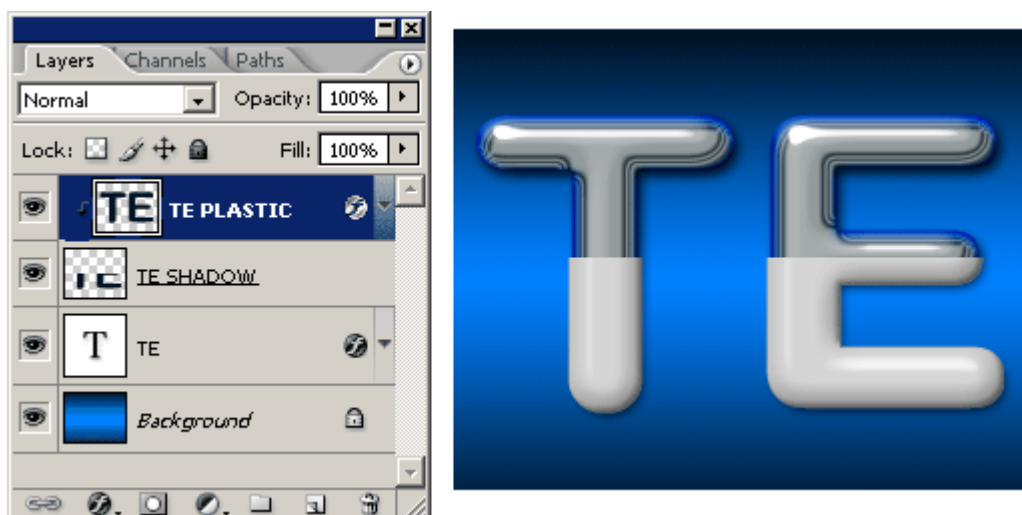 Layers Channels Paths
Normal Opacity: 100%
Lock: Fill: 100%
TE TE PLASTIC
TE SHADOW
T TE
Background
TE